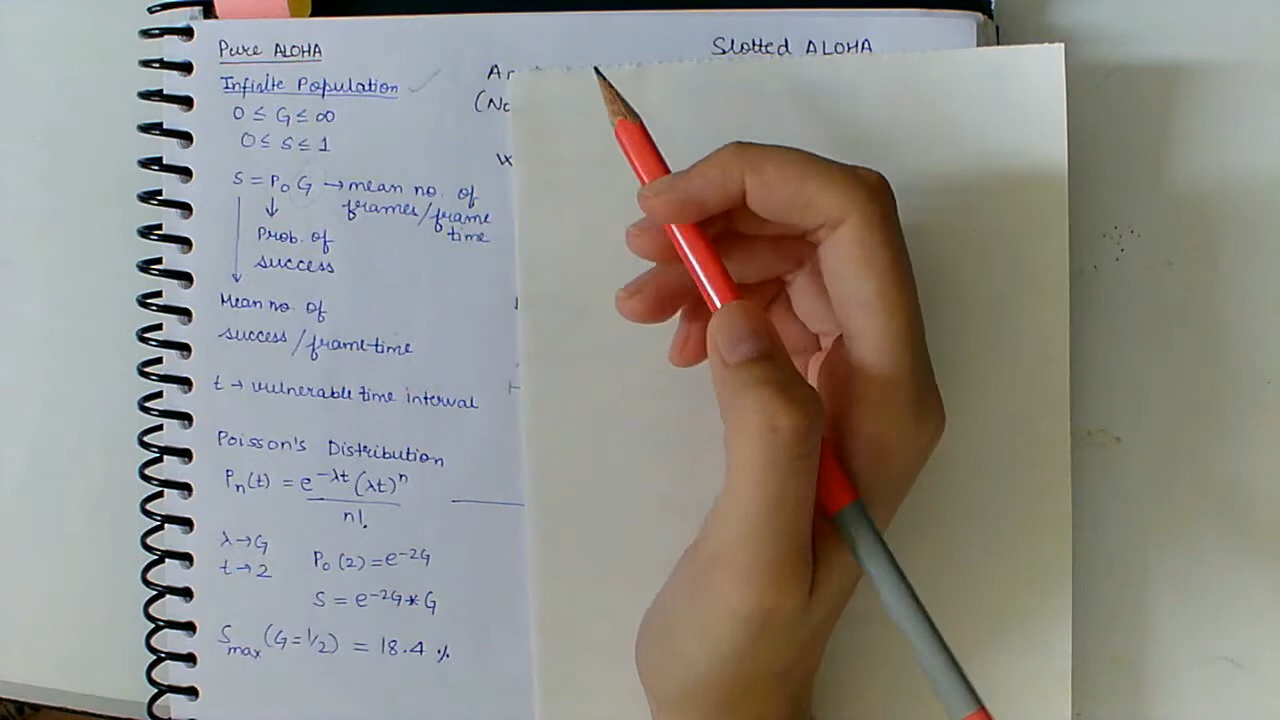 Pure ALOHA
Infinite Population
0 ≤ G ≤ ∞
0 ≤ S ≤ 1
S = P₀ G → mean no. of
frames/frame
time
↓
Prob. of
success
Mean no. of
success/frame time
t → vulnerable time interval
Poisson's Distribution
Pₙ(t) = e^-λt (λt)^n
n!
λ → G
t → 2
P₀(2) = e^-2G
S = e^-2G * G
S max (G = 1/2) = 18.4 %
Slotted ALOHA